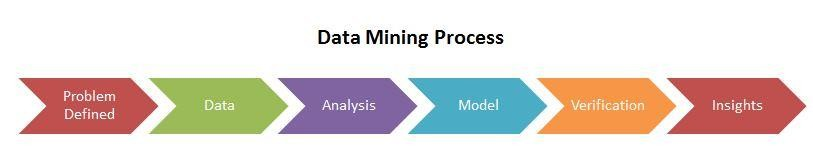 Data Mining Process
Problem
Defined
Data
Analysis
Model
Verification
Insights